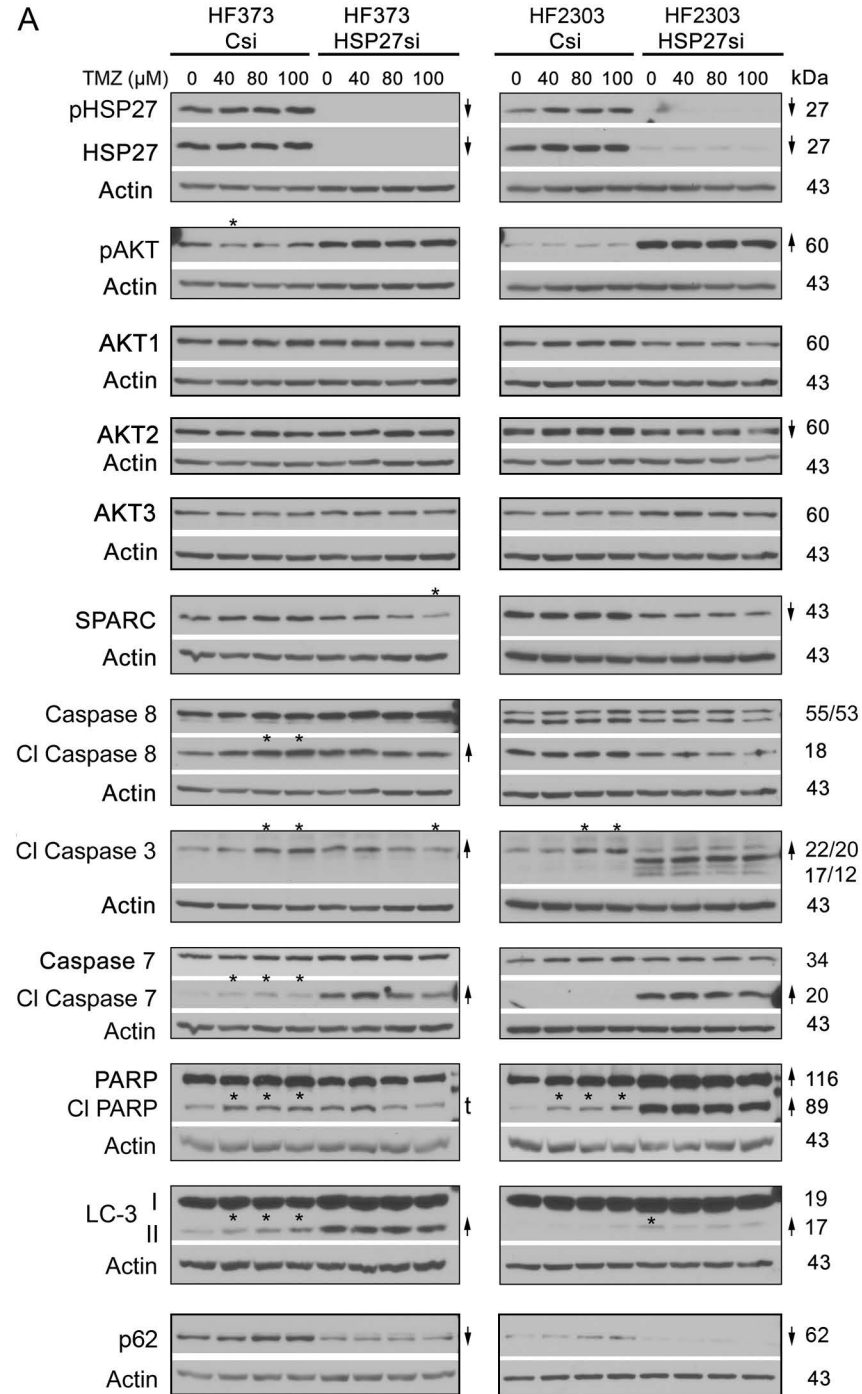 A
HF373 HF373 HF2303 HF2303
Csi HSP27si Csi HSP27si
TMZ (µM) 0 40 80 100 0 40 80 100 0 40 80 100 0 40 80 100 kDa
pHSP27 27
HSP27 27
Actin 43
*
pAKT 60
Actin 43
AKT1 60
Actin 43
AKT2 60
Actin 43
AKT3 60
Actin 43
*
SPARC 43
Actin 43
Caspase 8 55/53
* *
Cl Caspase 8 18
Actin 43
* * * * *
Cl Caspase 3 22/20
17/12
Actin 43
Caspase 7 34
* * *
Cl Caspase 7 20
Actin 43
PARP 116
* * * * * *
Cl PARP t 89
Actin 43
LC-3 I 19
* * * *
II 17
Actin 43
p62 62
Actin 43